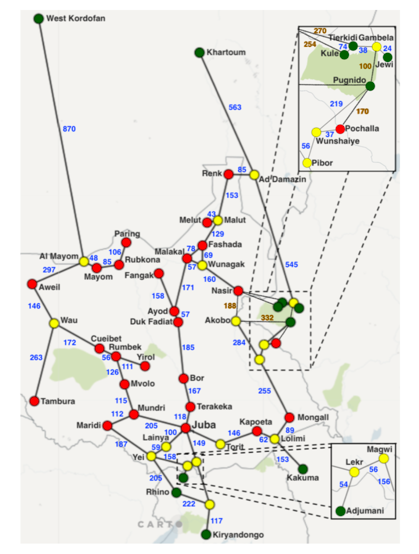 West Kordofan
Khartoum
870
563
270
254
Tierkidi
Gambela
74
38
24
Kule
Jewi
100
Pugnido
170
219
37
Pochalla
Wunshaiye
56
Pibor
Renk
85
Ad'Damazin
153
43
Melut
Malut
129
Paring
106
Fashada
78
69
Malakal
57
Wunagak
Al Mayom
48
85
Rubkona
Mayom
Fangak
297
Aweil
158
171
160
545
146
Nasir
188
332
Ayod
57
Duk Fadiat
Akobo
284
Wau
172
Cueibet
Rumbek
56
111
Yirol
126
185
263
Mvolo
115
Bor
167
255
Tambura
Mundri
112
Terakeka
118
Mongall
Maridi
205
Juba
Kapoeta
89
146
62
Lolimi
187
Lainya
100
149
Torit
59
158
Yei
153
Kakuma
205
Rhino
222
117
Kiryandongo
CARTO
Magwi
Lekr
56
54
156
Adjumani